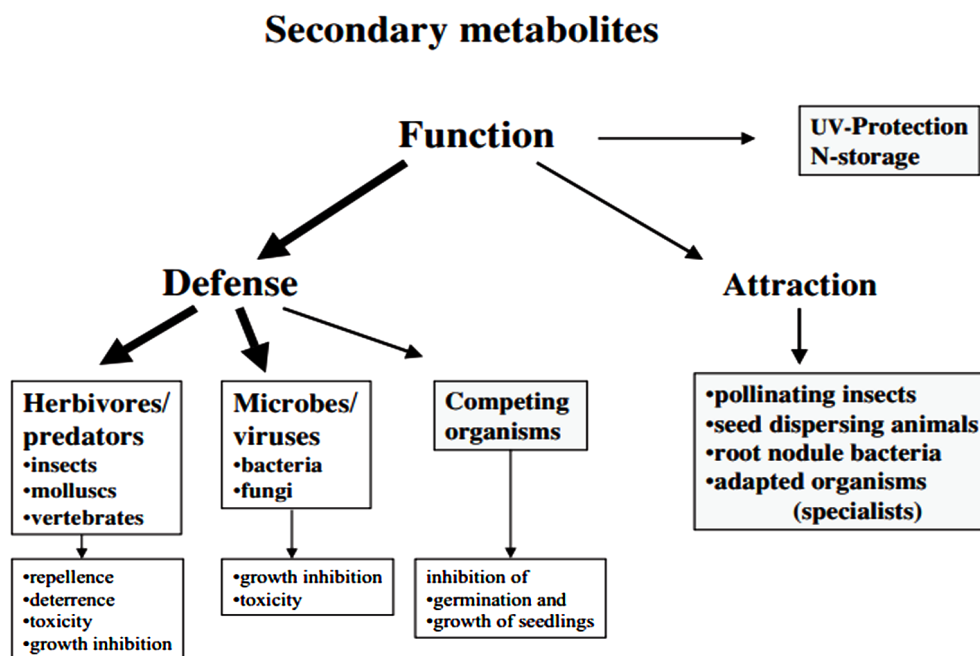 Secondary metabolites
Function
UV-Protection
N-storage
Defense
Attraction
Herbivores/
predators
•insects
•molluscs
•vertebrates
Microbes/
viruses
•bacteria
•fungi
Competing
organisms
•pollinating insects
•seed dispersing animals
•root nodule bacteria
•adapted organisms
(specialists)
•repellence
•deterrence
•toxicity
•growth inhibition
•growth inhibition
•toxicity
inhibition of
•germination and
•growth of seedlings